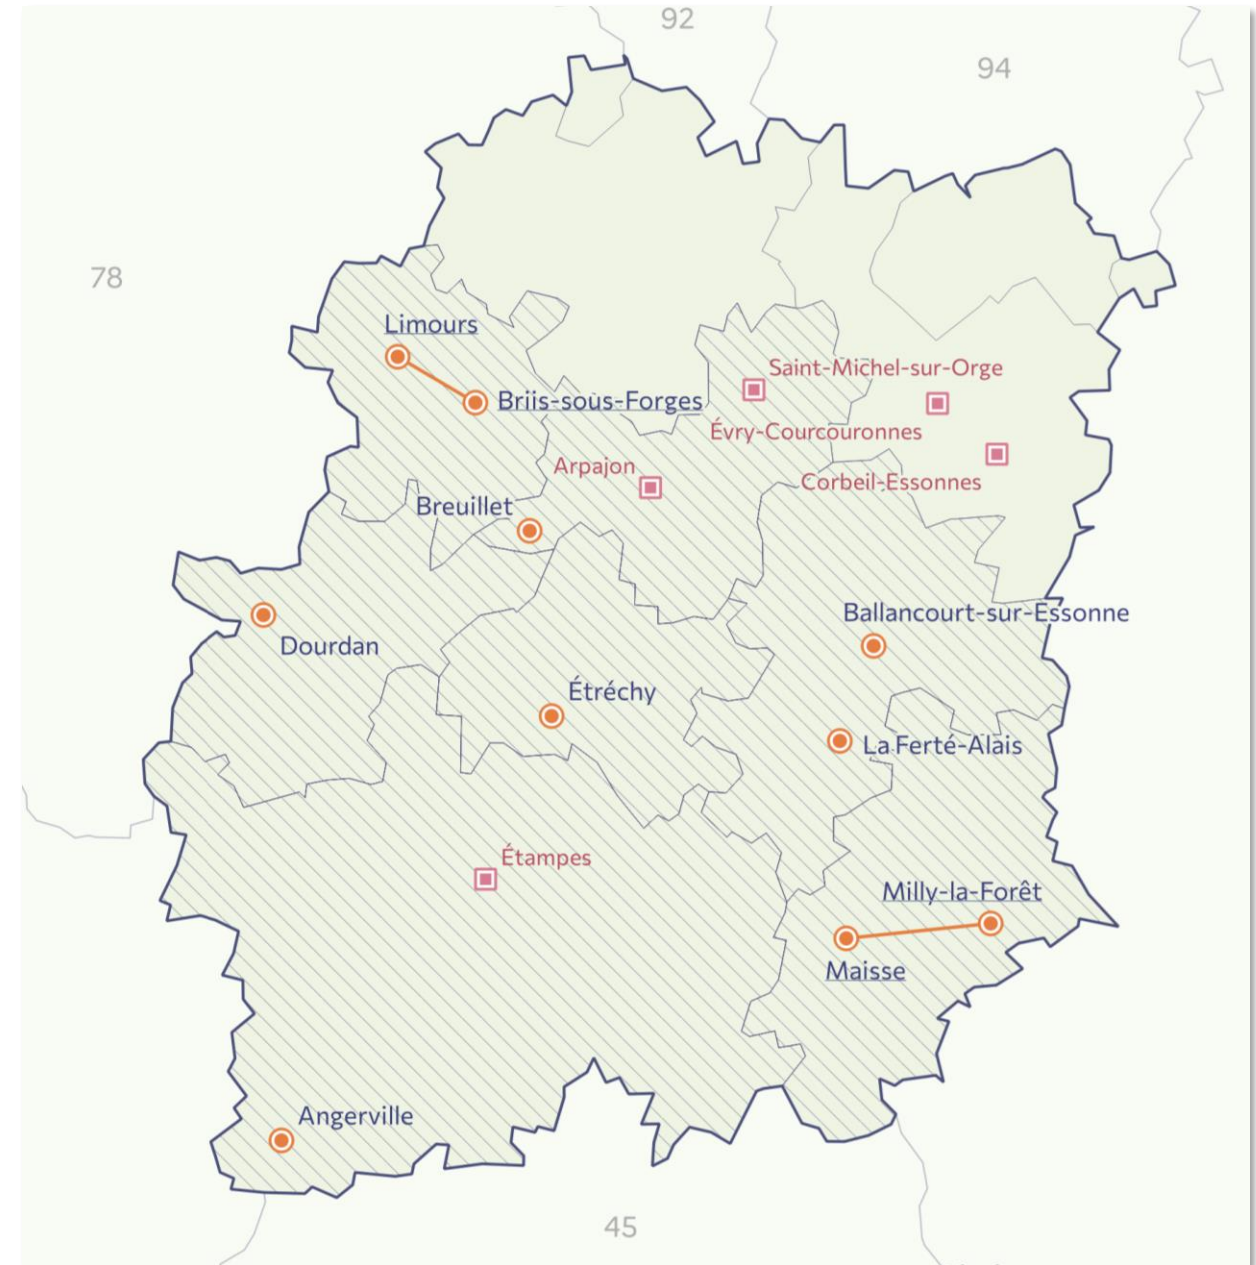 92
94
78
Limours
Saint-Michel-sur-Orge
Briis-sous-Forges
Évry-Courcouronnes
Arpajon
Corbeil-Essonnes
Breuillet
Ballancourt-sur-Essonne
Dourdan
Étréchy
La Ferté-Alais
Étampes
Milly-la-Forêt
Maisse
Angerville
45